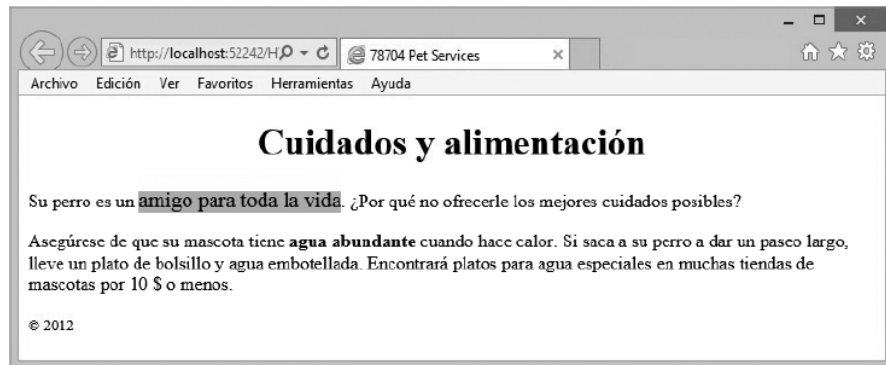 http://localhost:52242/H
78704 Pet Services
Archivo Edición Ver Favoritos Herramientas Ayuda
Cuidados y alimentación
Su perro es un amigo para toda la vida. ¿Por qué no ofrecerle los mejores cuidados posibles?
Asegúrese de que su mascota tiene agua abundante cuando hace calor. Si saca a su perro a dar un paseo largo,
lleve un plato de bolsillo y agua embotellada. Encontrará platos para agua especiales en muchas tiendas de
mascotas por 10 $ o menos.
© 2012